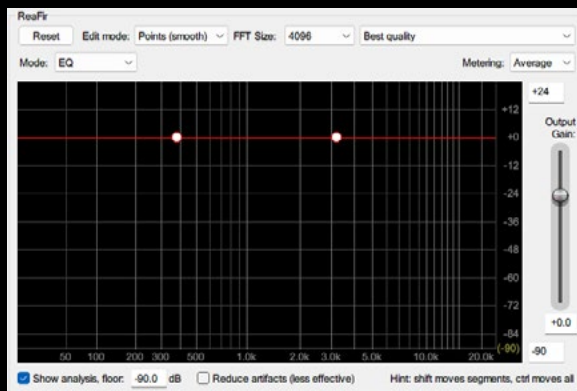 ReaFir
Reset Edit mode: Points (smooth) FFT Size: 4096 Best quality
Mode: EQ Metering: Average
+24
+12
Output
Gain:
+0
-12
-24
-36
-48
-60
-72
+0.0
-84
(-90)
-90
50 100 200 300 500 1.0k 2.0k 3.0k 5.0k 10.0k 20.0k
Show analysis, floor: -90.0 dB Reduce artifacts (less effective) Hint: shift moves segments, ctrl moves all